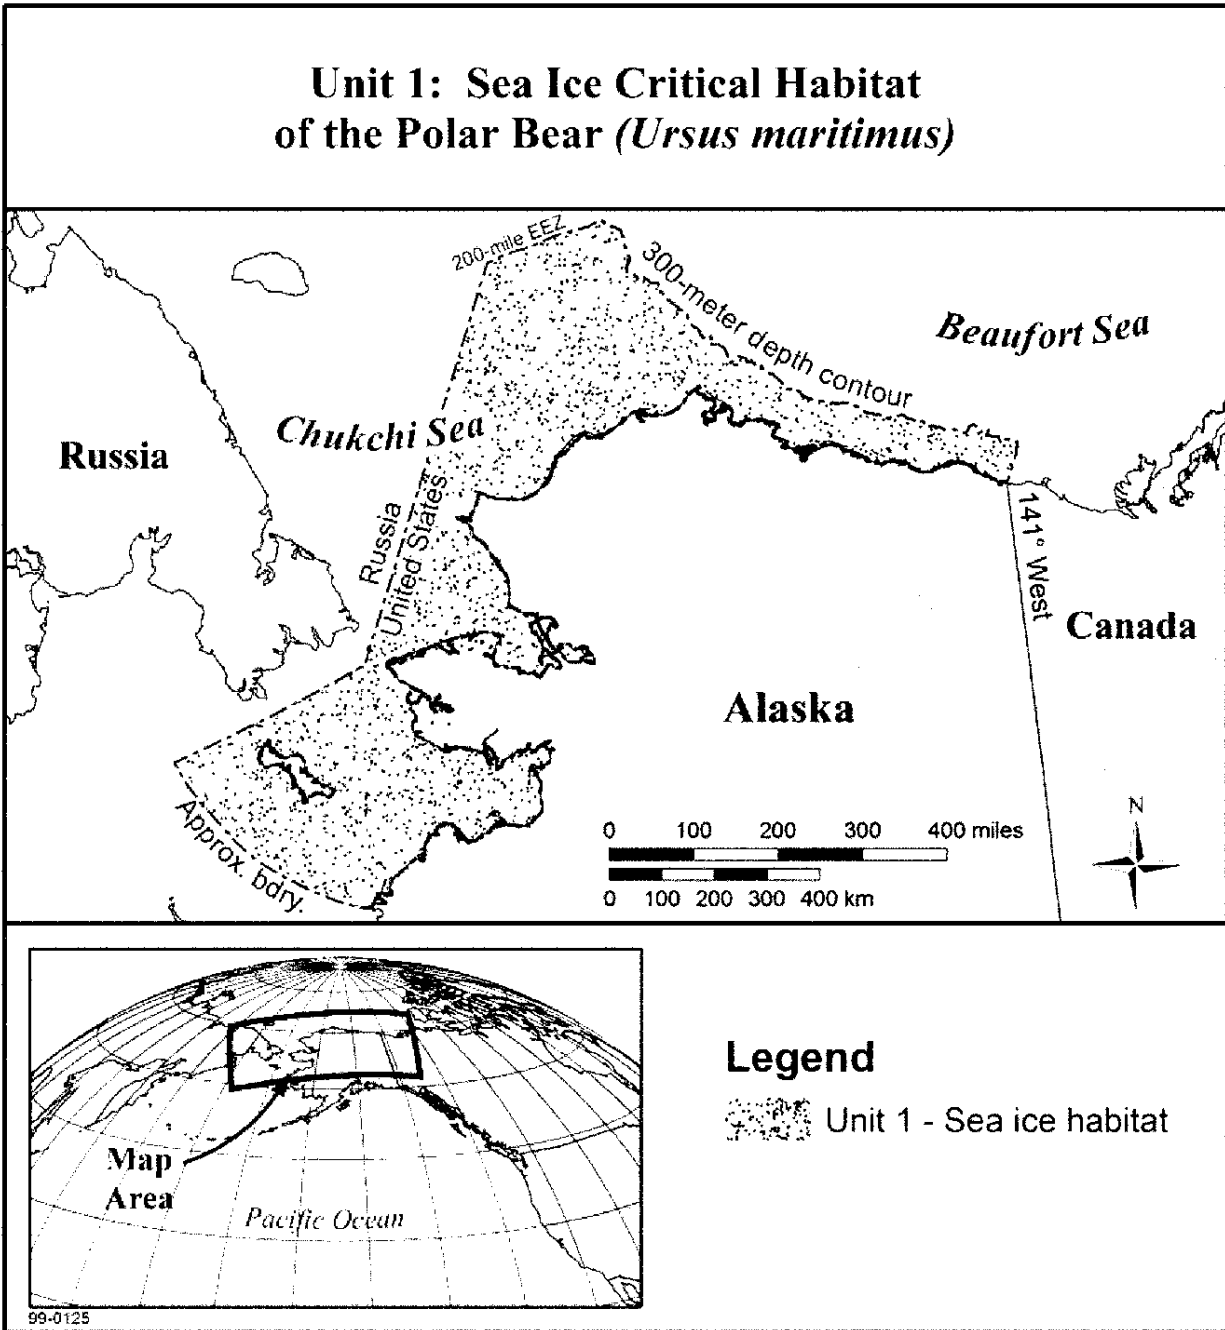 Unit 1: Sea Ice Critical Habitat
of the Polar Bear (Ursus maritimus)
200-mile EEZ
300-meter depth contour
Beaufort Sea
Chukchi Sea
Russia
Russia
United States
141° West
Canada
Alaska
Approx. bdry.
N
0 100 200 300 400 miles
0 100 200 300 400 km
Map
Area
Pacific Ocean
99-0125
Legend
Unit 1 - Sea ice habitat